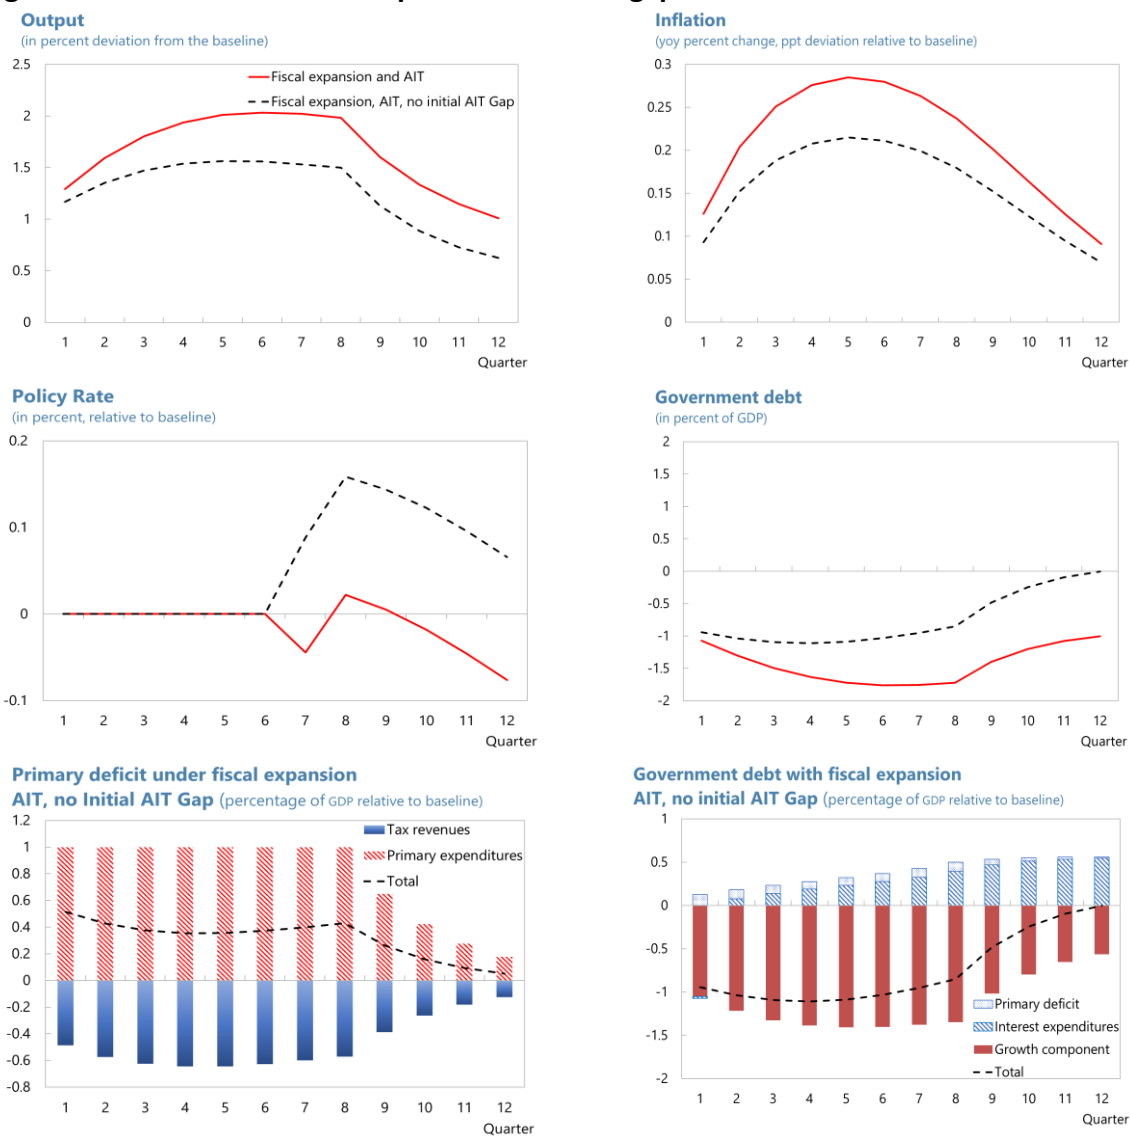 Output
(in percent deviation from the baseline)
2.5
2
1.5
1
0.5
0
Fiscal expansion and AIT
Fiscal expansion, AIT, no initial AIT Gap
1 2 3 4 5 6 7 8 9 10 11 12
Quarter
Inflation
(yoy percent change, ppt deviation relative to baseline)
0.3
0.25
0.2
0.15
0.1
0.05
0
1 2 3 4 5 6 7 8 9 10 11 12
Quarter
Policy Rate
(in percent, relative to baseline)
0.2
0.1
0
-0.1
1 2 3 4 5 6 7 8 9 10 11 12
Quarter
Government debt
(in percent of GDP)
2
1.5
1
0.5
0
-0.5
-1
-1.5
-2
1 2 3 4 5 6 7 8 9 10 11 12
Quarter
Primary deficit under fiscal expansion
AIT, no Initial AIT Gap (percentage of GDP relative to baseline)
1.2
1
0.8
0.6
0.4
0.2
0
-0.2
-0.4
-0.6
-0.8
Tax revenues
Primary expenditures
Total
1 2 3 4 5 6 7 8 9 10 11 12
Quarter
Government debt with fiscal expansion
AIT, no initial AIT Gap (percentage of GDP relative to baseline)
1
0.5
0
-0.5
-1
-1.5
-2
Primary deficit
Interest expenditures
Growth component
Total
1 2 3 4 5 6 7 8 9 10 11 12
Quarter